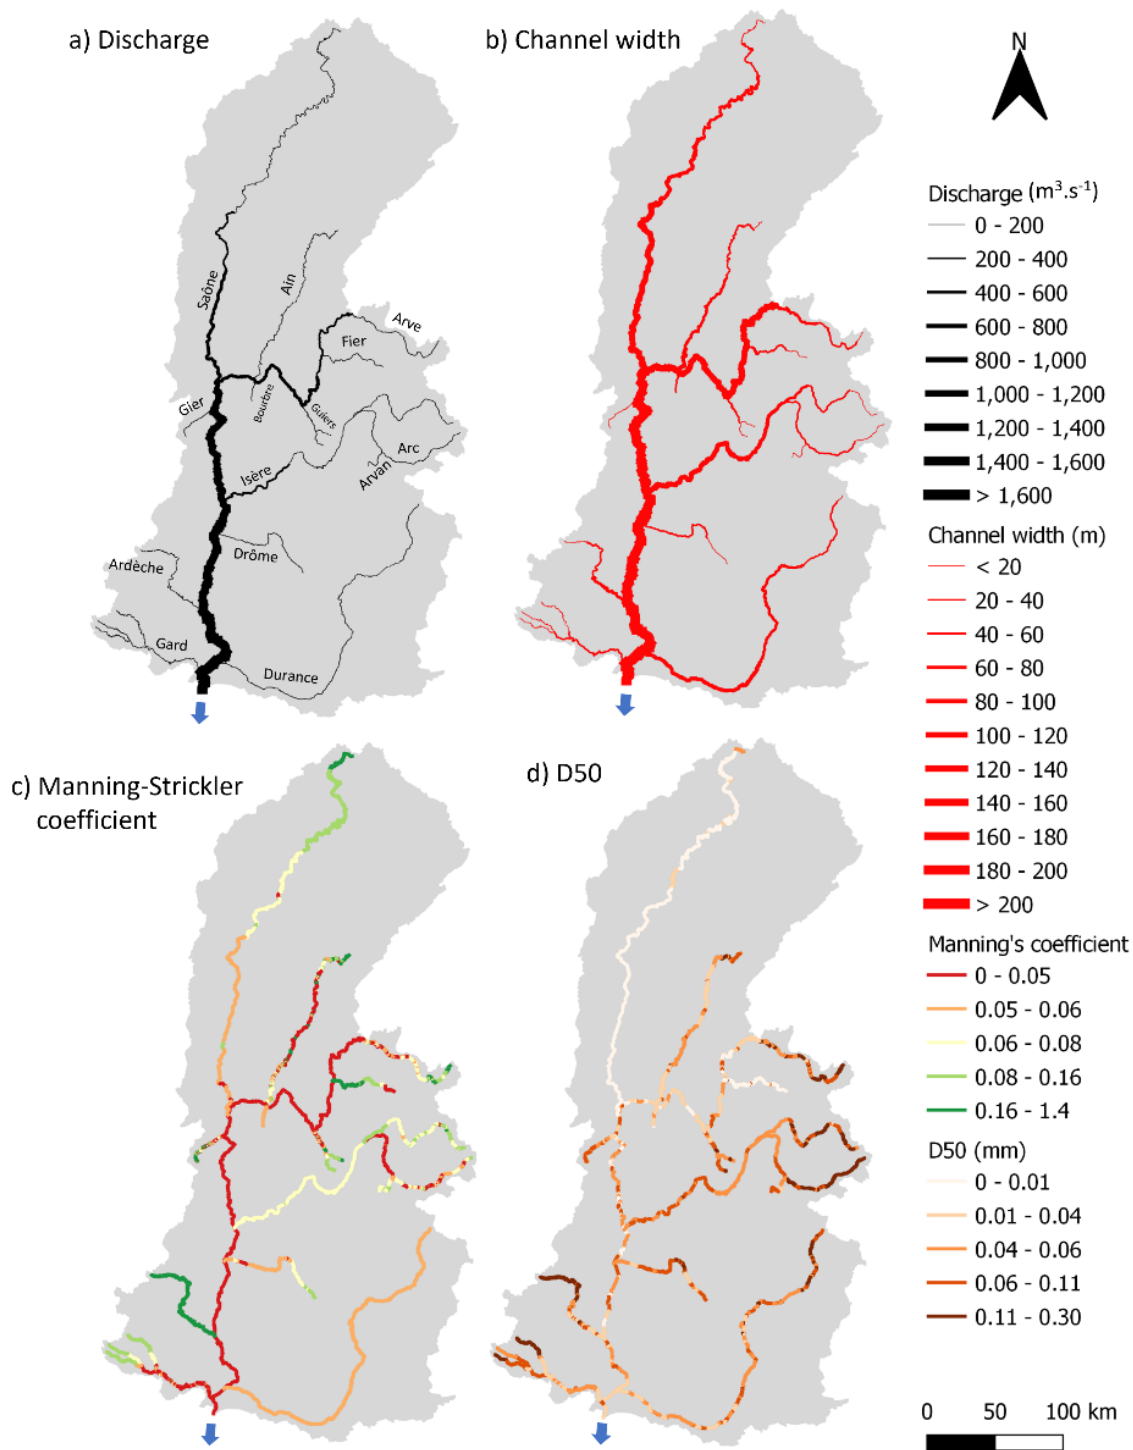 a) Discharge
b) Channel width
N
Saône
Ain
Arve
Fier
Bourbre
Guiers
Gier
Isère
Arc
Arvan
Drôme
Ardèche
Gard
Durance
Discharge (m³.s⁻¹)
0 - 200
200 - 400
400 - 600
600 - 800
800 - 1,000
1,000 - 1,200
1,200 - 1,400
1,400 - 1,600
> 1,600
Channel width (m)
< 20
20 - 40
40 - 60
60 - 80
80 - 100
100 - 120
120 - 140
140 - 160
160 - 180
180 - 200
> 200
c) Manning-Strickler
coefficient
d) D50
Manning's coefficient
0 - 0.05
0.05 - 0.06
0.06 - 0.08
0.08 - 0.16
0.16 - 1.4
D50 (mm)
0 - 0.01
0.01 - 0.04
0.04 - 0.06
0.06 - 0.11
0.11 - 0.30
0 50 100 km